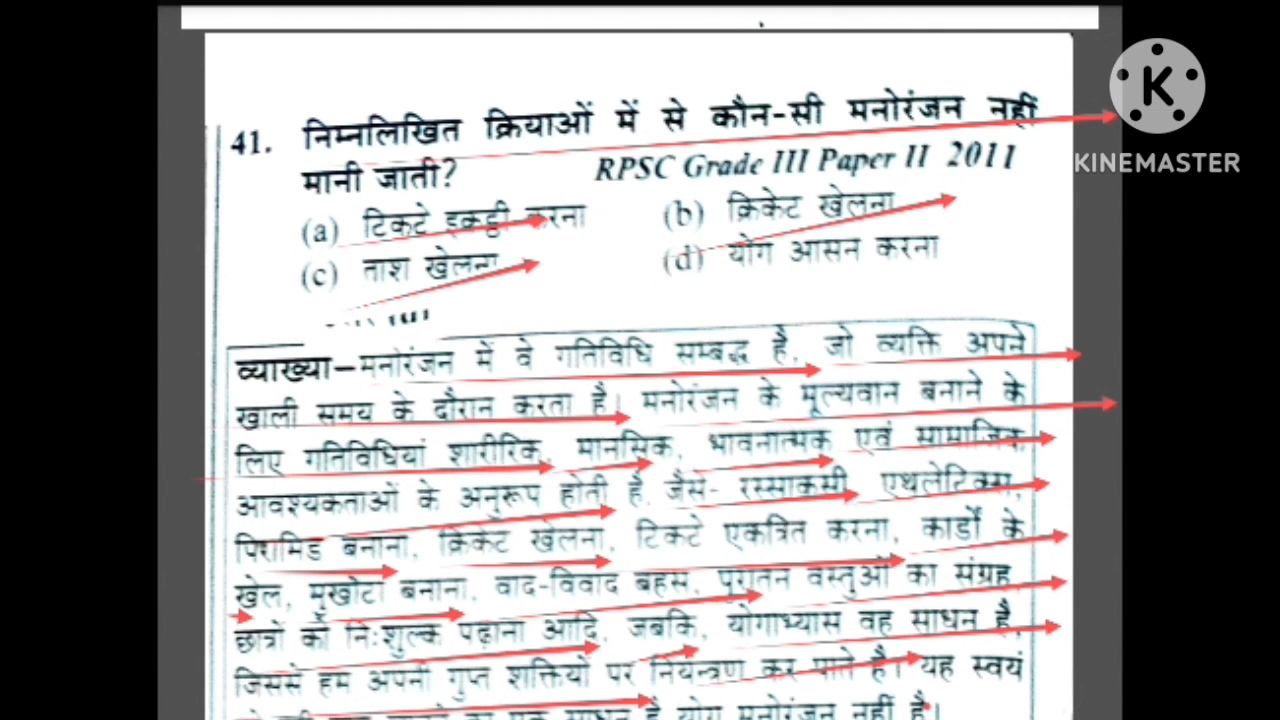 41. निम्नलिखित क्रियाओं में से कौन-सी मनोरंजन नहीं
मानी जाती? RPSC Grade III Paper II 2011
(a) टिकटे इकट्ठी करना (b) क्रिकेट खेलना
(c) ताश खेलना (d) योग आसन करना
व्याख्या–मनोरंजन में वे गतिविधि सम्बद्ध है, जो व्यक्ति अपने
खाली समय के दौरान करता है। मनोरंजन के मूल्यवान बनाने के
लिए गतिविधियां शारीरिक, मानसिक, भावनात्मक एवं सामाजिक
आवश्यकताओं के अनुरूप होती है, जैसे- रस्साकसी, एथलेटिक्स,
पिरामिड बनाना, क्रिकेट खेलना, टिकटे एकत्रित करना, कार्डों के
खेल, मुखोटा बनाना, वाद-विवाद बहस, पुरातन वस्तुओं का संग्रह,
छात्रों को निःशुल्क पढ़ाना आदि, जबकि, योगाभ्यास वह साधन है,
जिससे हम अपनी गुप्त शक्तियों पर नियन्त्रण कर पाते है। यह स्वयं
साधन है योग मनोरंजन नहीं है।
KINEMASTER